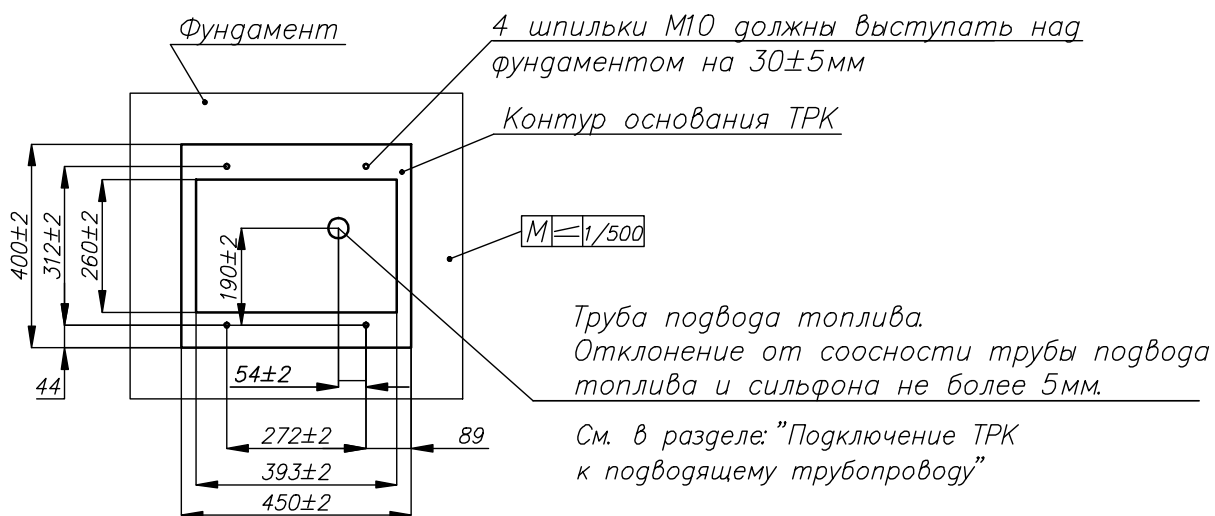 Фундамент
4 шпильки М10 должны выступать над
фундаментом на 30±5мм
Контур основания ТРК
400±2
312±2
260±2
190±2
М 1/500
Труба подвода топлива.
Отклонение от соосности трубы подвода
топлива и сильфона не более 5мм.
44
54±2
272±2
89
См. в разделе: "Подключение ТРК
к подводящему трубопроводу"
393±2
450±2